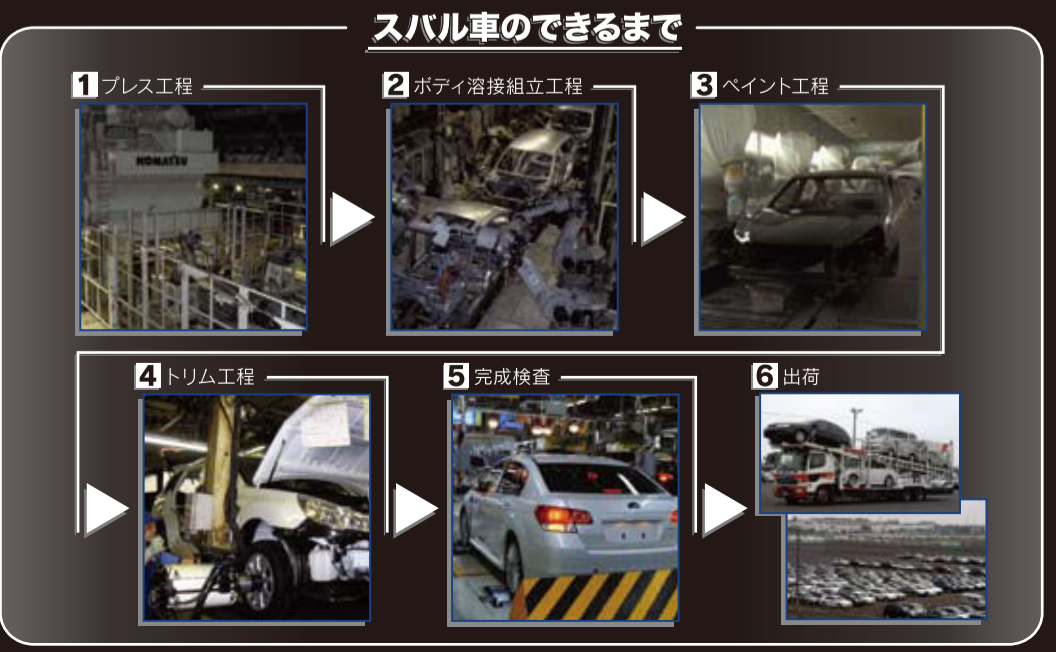 スバル車のできるまで
1 プレス工程
2 ボディ溶接組立工程
3 ペイント工程
KOMATSU
4 トリム工程
5 完成検査
6 出荷